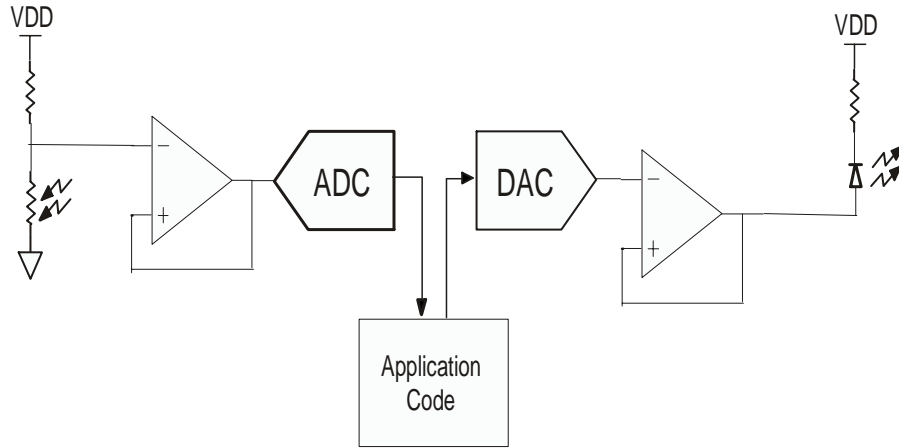 VDD
VDD
−
+
ADC
DAC
−
+
Application
Code